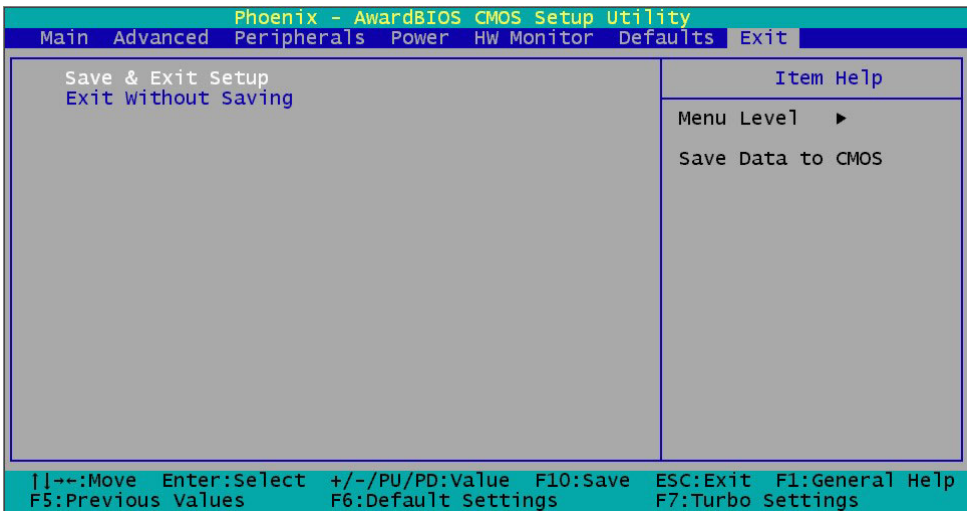 Phoenix - AwardBIOS CMOS Setup Utility
Main Advanced Peripherals Power HW Monitor Defaults Exit
Save & Exit Setup
Exit Without Saving
Item Help
Menu Level ▶
Save Data to CMOS
↑↓→←:Move Enter:Select +/-/PU/PD:Value F10:Save ESC:Exit F1:General Help
F5:Previous Values F6:Default Settings F7:Turbo Settings